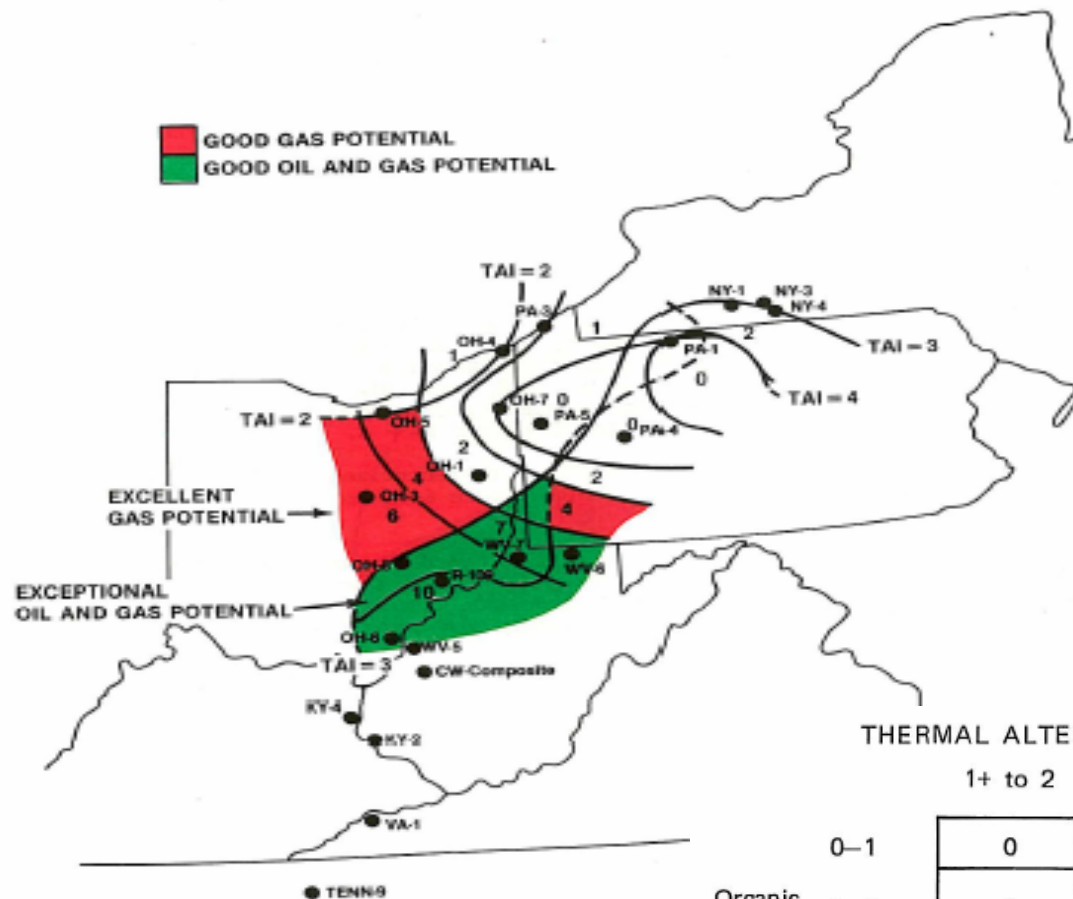 GOOD GAS POTENTIAL
GOOD OIL AND GAS POTENTIAL
TAI = 2
PA-3
NY-1
NY-3
NY-4
1
2
PA-1
TAI = 3
OH-4
1
0
TAI = 4
OH-7
0
PA-5
0
TAI = 2
OH-5
2
OH-1
2
4
EXCELLENT
GAS POTENTIAL
OH-3
6
4
7
WV-7
WV-6
EXCEPTIONAL
OIL AND GAS POTENTIAL
10
WV-5
TAI = 3
CW-Composite
KY-4
KY-2
VA-1
TENN-9
THERMAL ALTE
1+ to 2
0–1
0